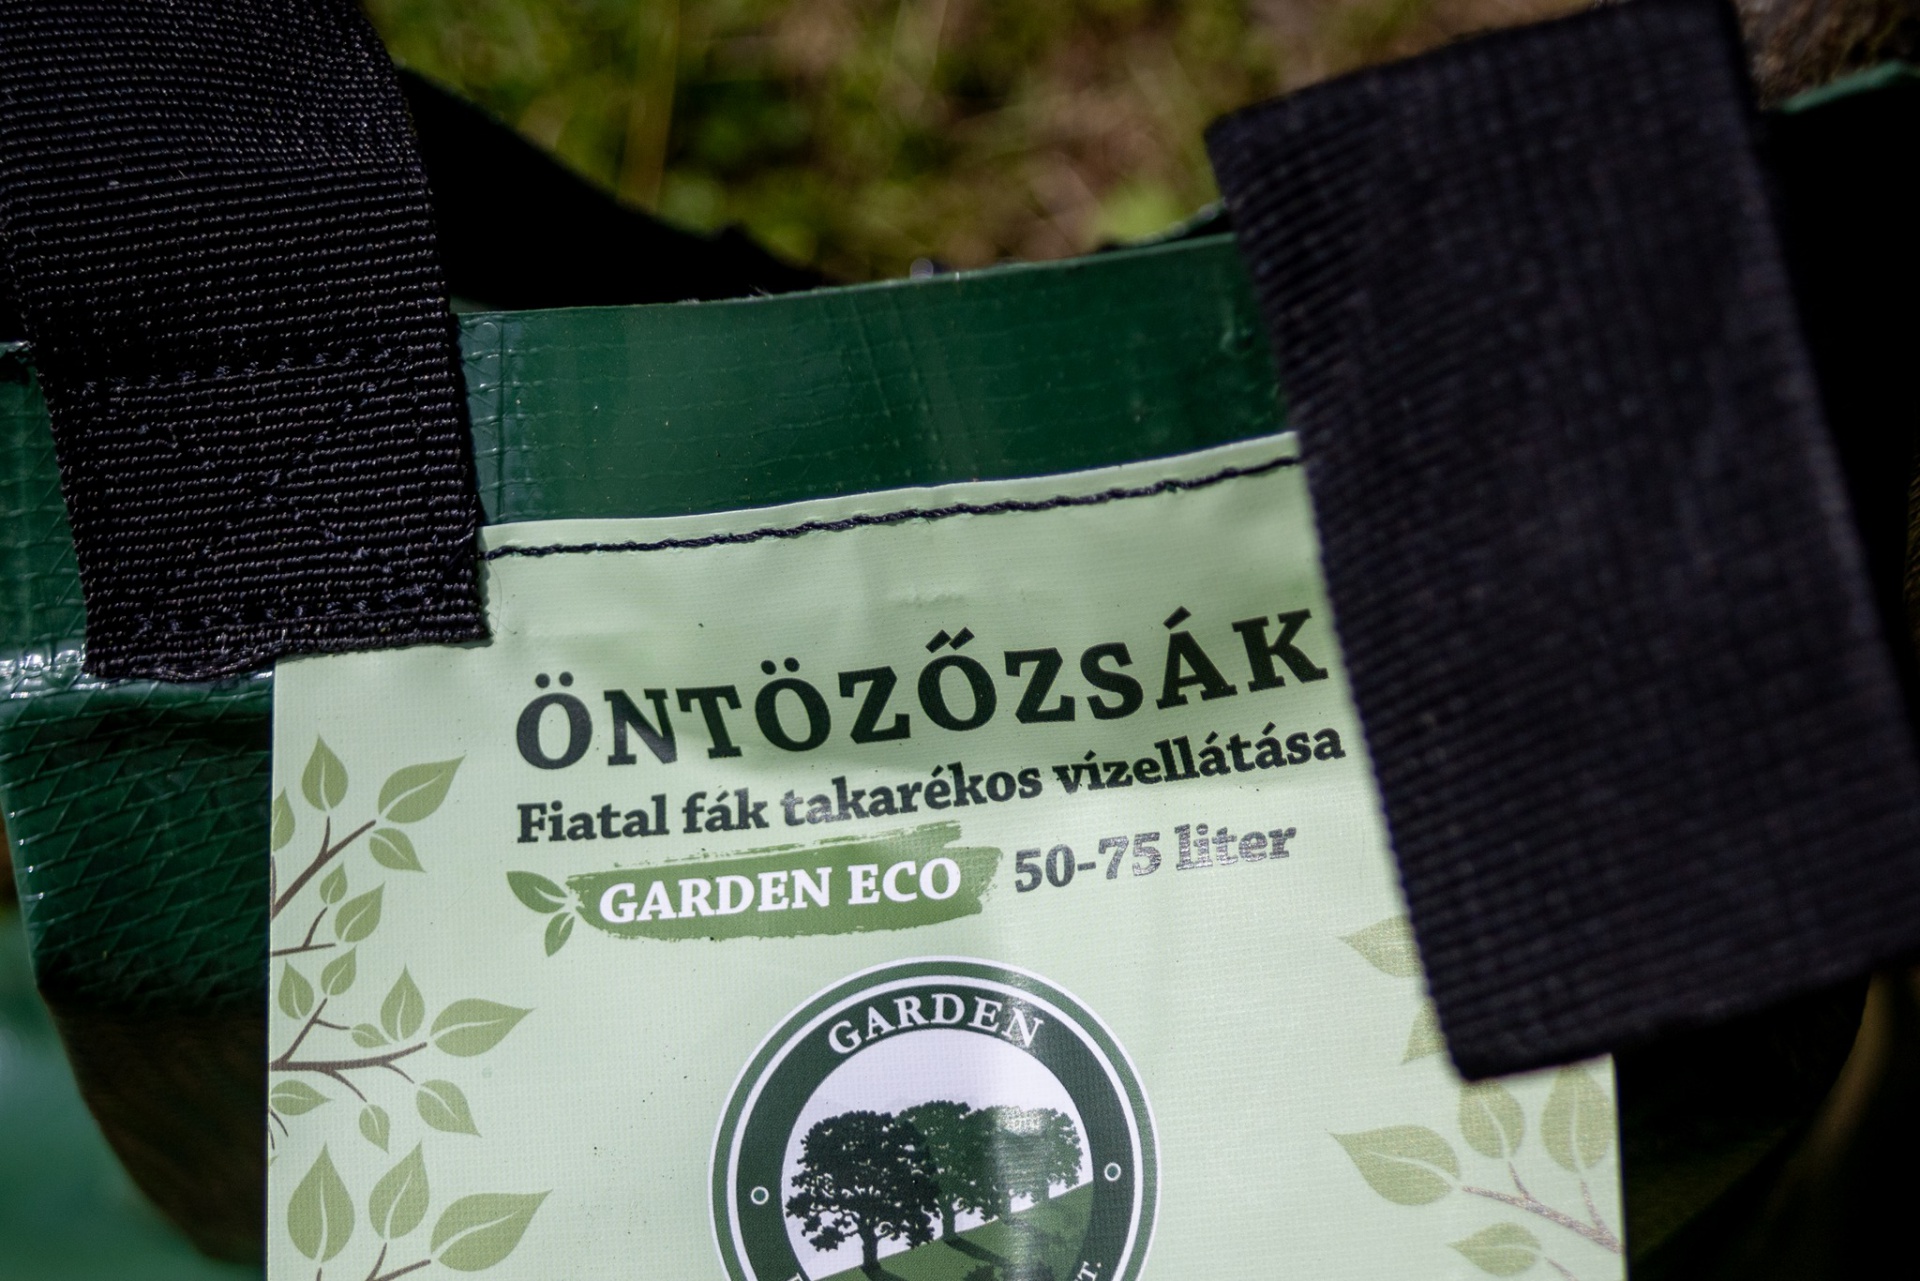 ÖNTÖZŐZSÁK
Fiatal fák takarékos vízellátása
GARDEN ECO 50-75 liter
GARDEN